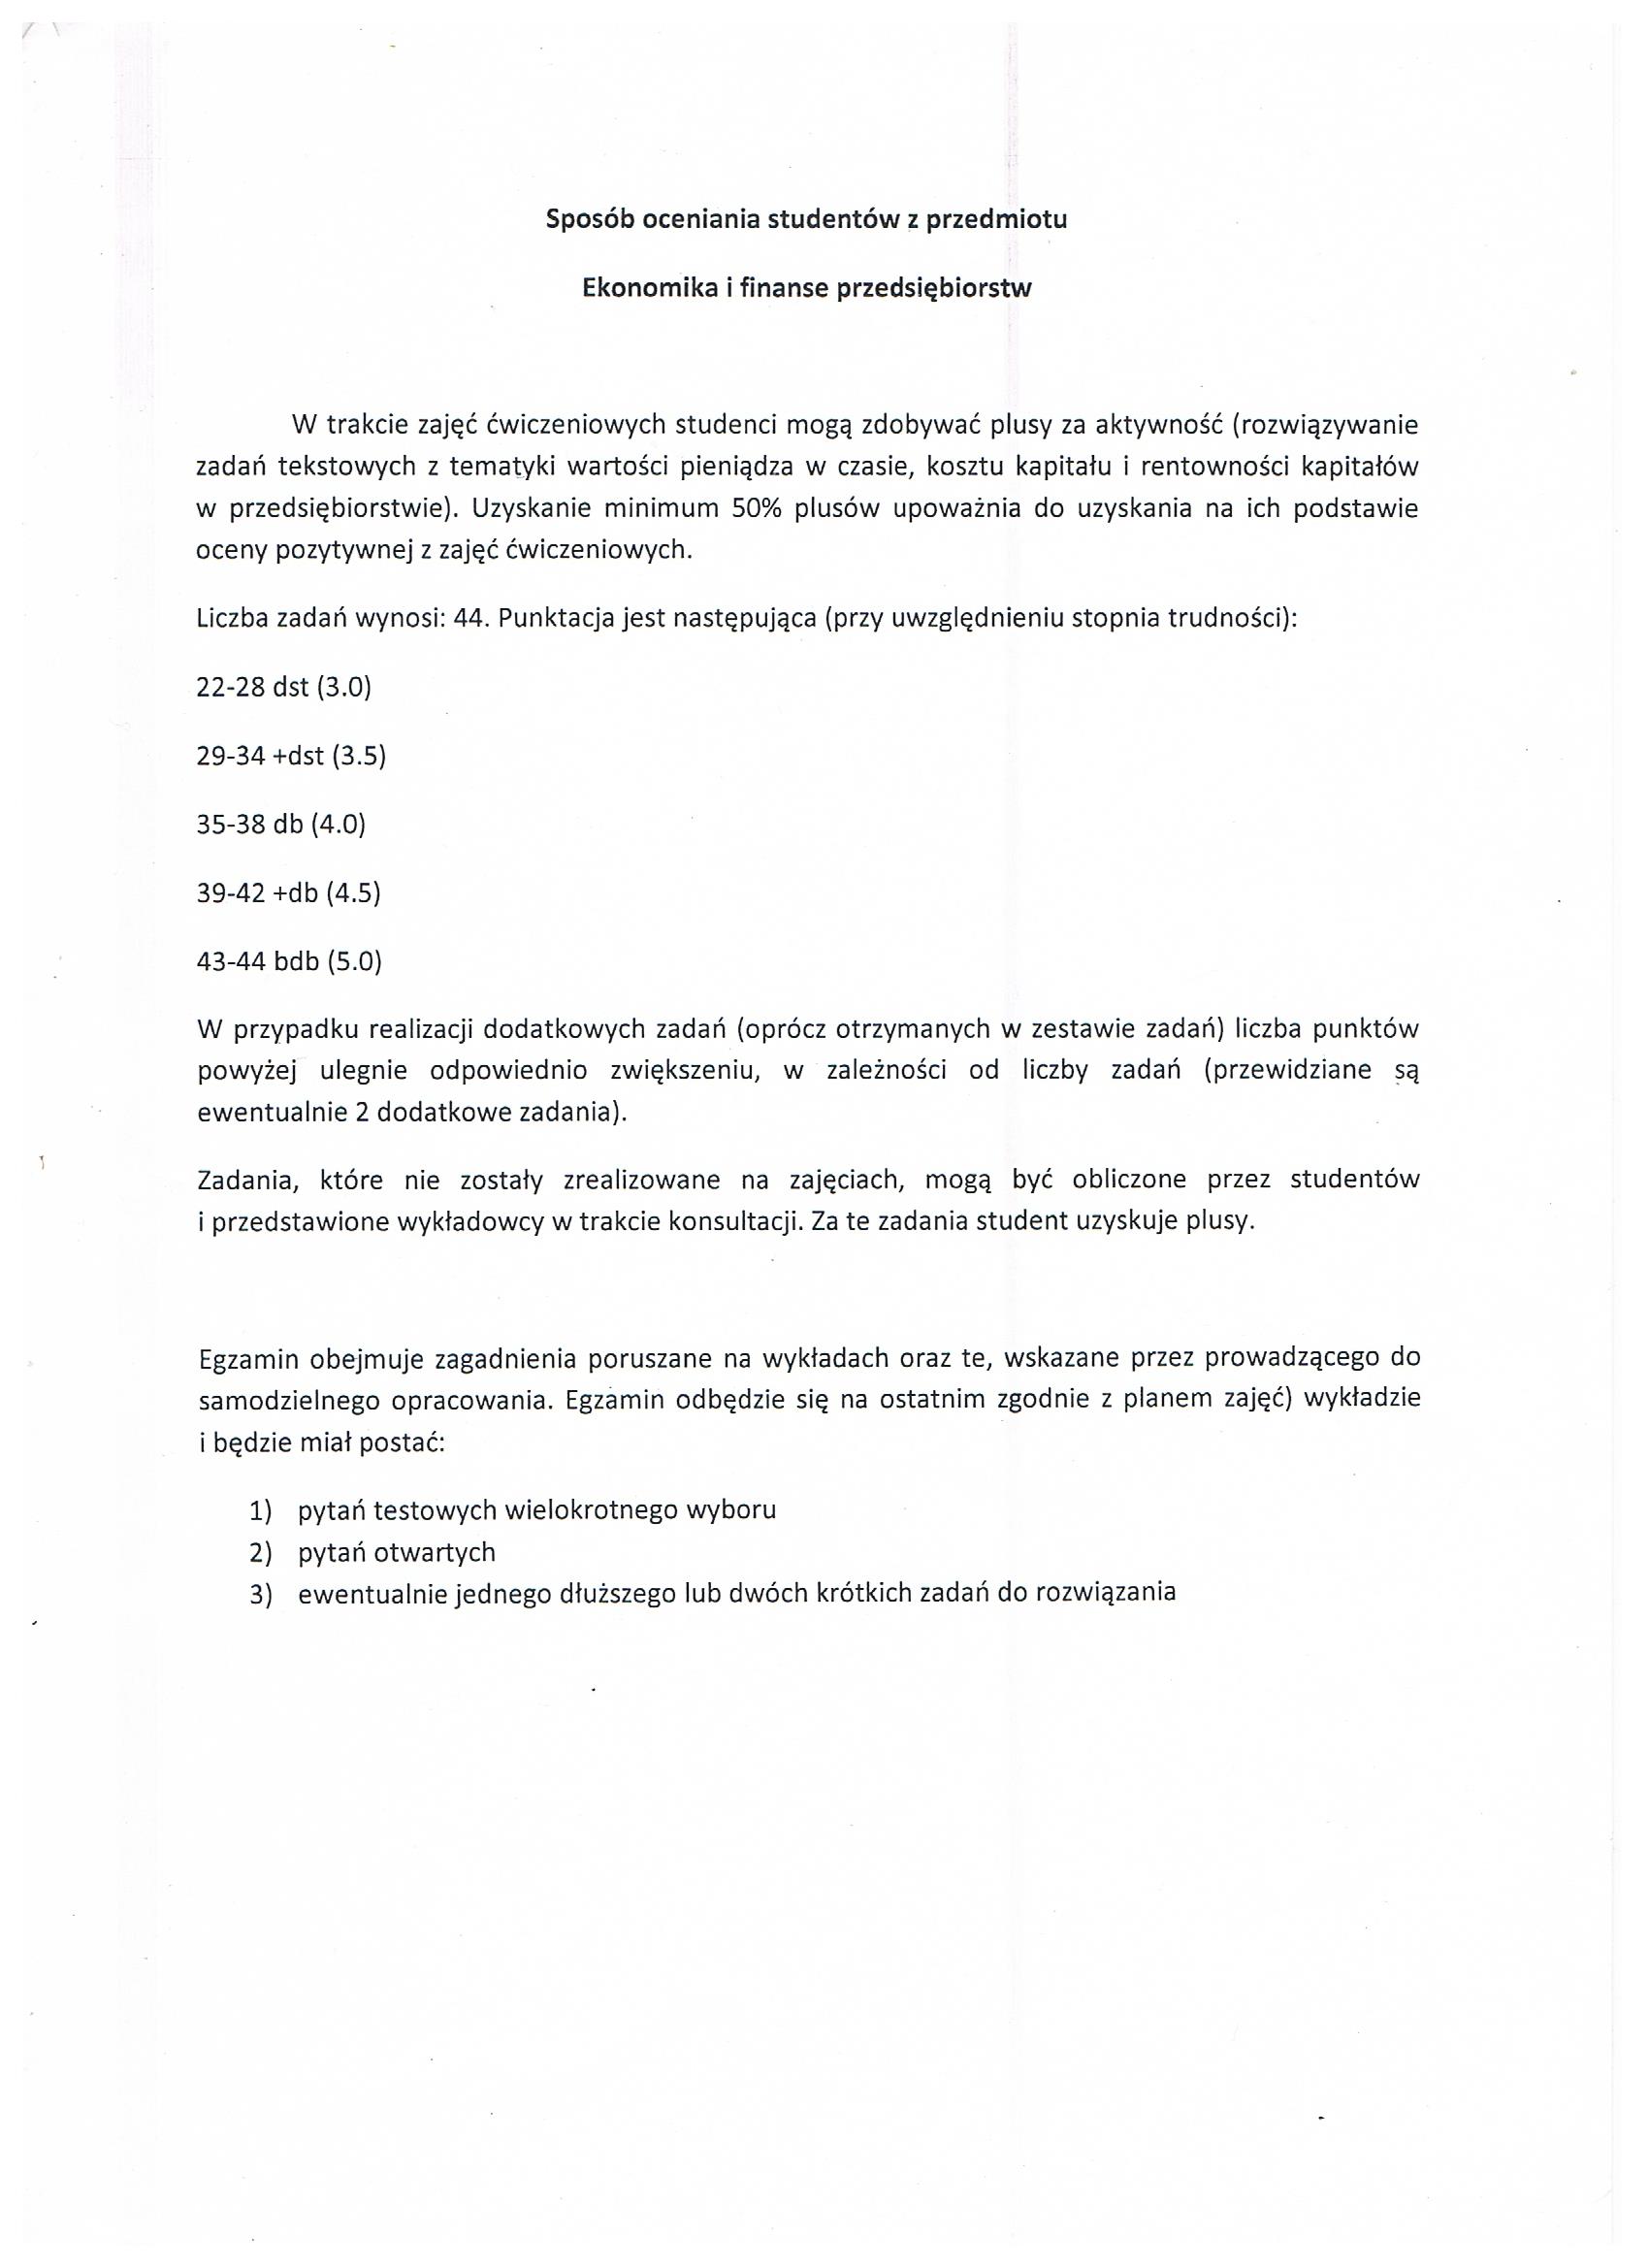 Sposób oceniania studentów z przedmiotu
Ekonomika i finanse przedsiębiorstw
W trakcie zajęć ćwiczeniowych studenci mogą zdobywać plusy za aktywność (rozwiązywanie
zadań tekstowych z tematyki wartości pieniądza w czasie, kosztu kapitału i rentowności kapitałów
w przedsiębiorstwie). Uzyskanie minimum 50% plusów upoważnia do uzyskania na ich podstawie
oceny pozytywnej z zajęć ćwiczeniowych.
Liczba zadań wynosi: 44. Punktacja jest następująca (przy uwzględnieniu stopnia trudności):
22-28 dst (3.0)
29-34 +dst (3.5)
35-38 db (4.0)
39-42 +db (4.5)
43-44 bdb (5.0)
W przypadku realizacji dodatkowych zadań (oprócz otrzymanych w zestawie zadań) liczba punktów
powyżej ulegnie odpowiednio zwiększeniu, w zależności od liczby zadań (przewidziane są
ewentualnie 2 dodatkowe zadania).
Zadania, które nie zostały zrealizowane na zajęciach, mogą być obliczone przez studentów
i przedstawione wykładowcy w trakcie konsultacji. Za te zadania student uzyskuje plusy.
Egzamin obejmuje zagadnienia poruszane na wykładach oraz te, wskazane przez prowadzącego do
samodzielnego opracowania. Egzamin odbędzie się na ostatnim zgodnie z planem zajęć) wykładzie
i będzie miał postać:
1) pytań testowych wielokrotnego wyboru
2) pytań otwartych
3) ewentualnie jednego dłuższego lub dwóch krótkich zadań do rozwiązania